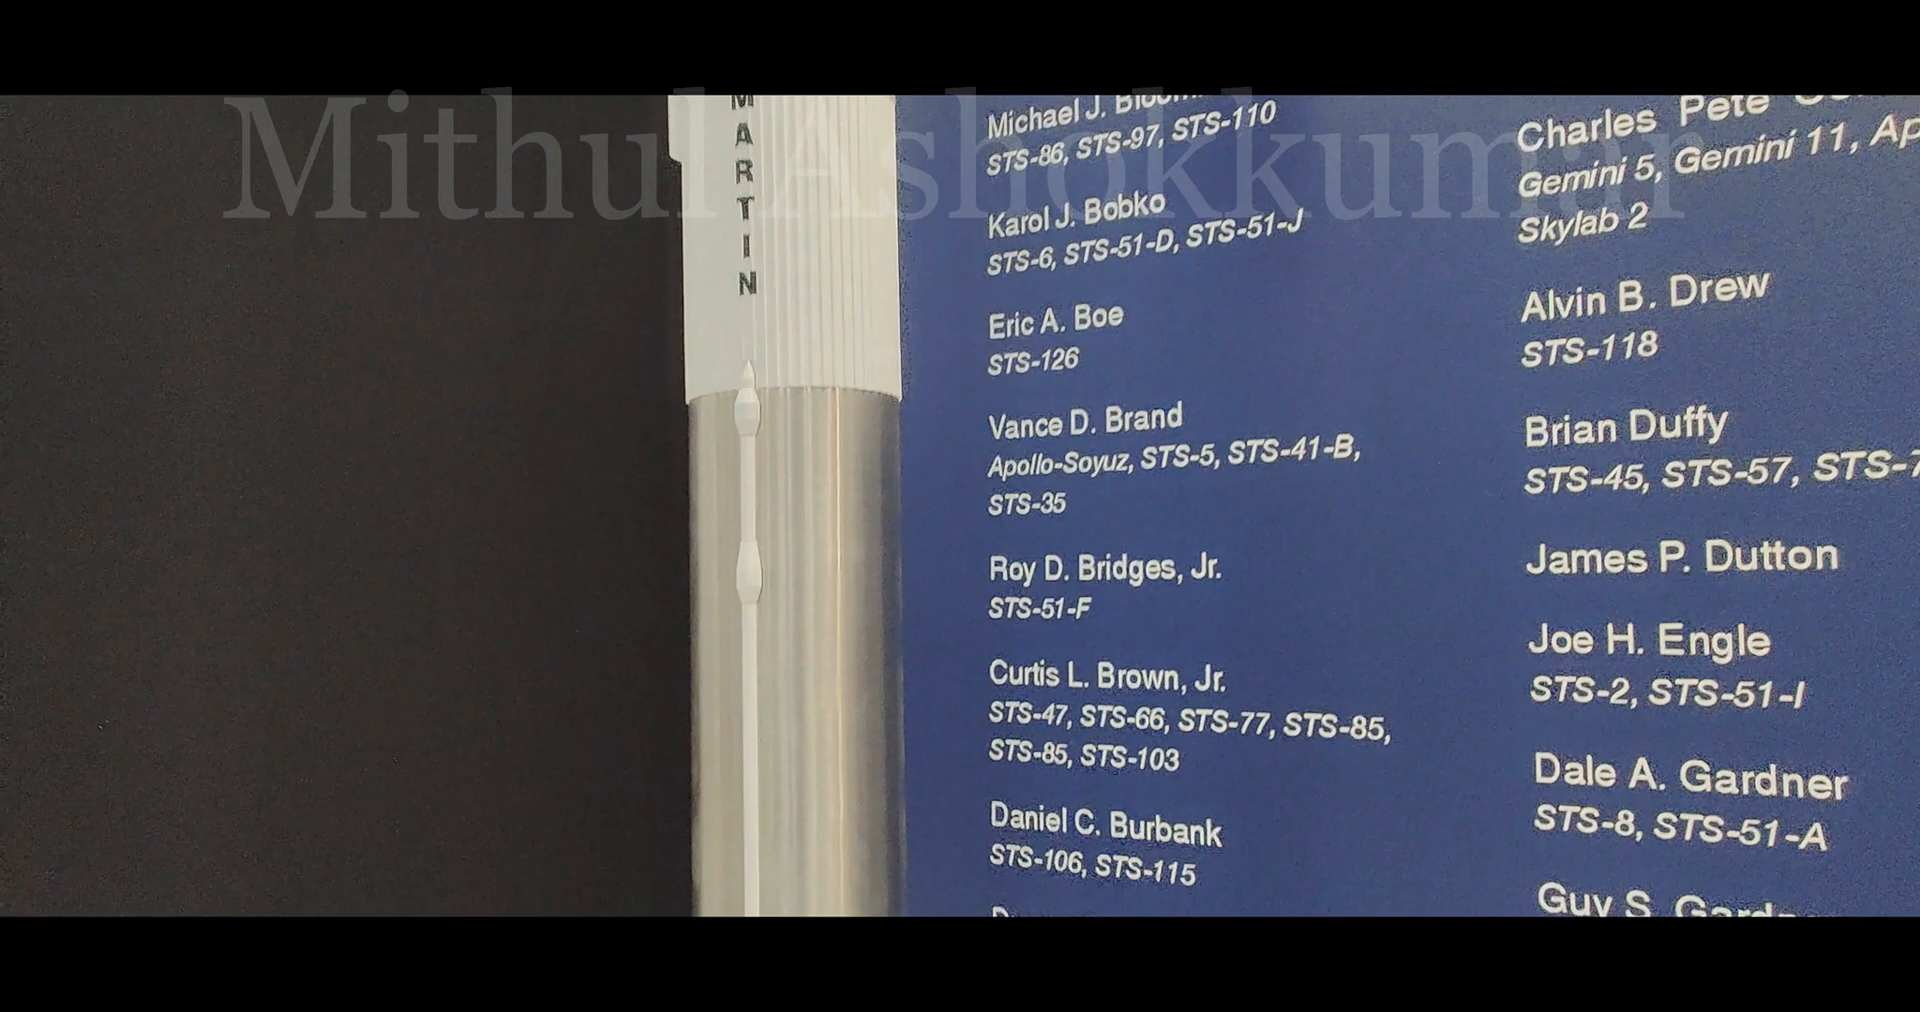 Mithul Ashokkumar
MARTIN
Michael J.
STS-86, STS-97, STS-110
Karol J. Bobko
STS-6, STS-51-D, STS-51-J
Eric A. Boe
STS-126
Vance D. Brand
Apollo-Soyuz, STS-5, STS-41-B,
STS-35
Roy D. Bridges, Jr.
STS-51-F
Curtis L. Brown, Jr.
STS-47, STS-66, STS-77, STS-85,
STS-85, STS-103
Daniel C. Burbank
STS-106, STS-115
Charles Pete
Gemini 5, Gemini 11,
Skylab 2
Alvin B. Drew
STS-118
Brian Duffy
STS-45, STS-57,
James P. Dutton
Joe H. Engle
STS-2, STS-51-I
Dale A. Gardner
STS-8, STS-51-A
Guy S.